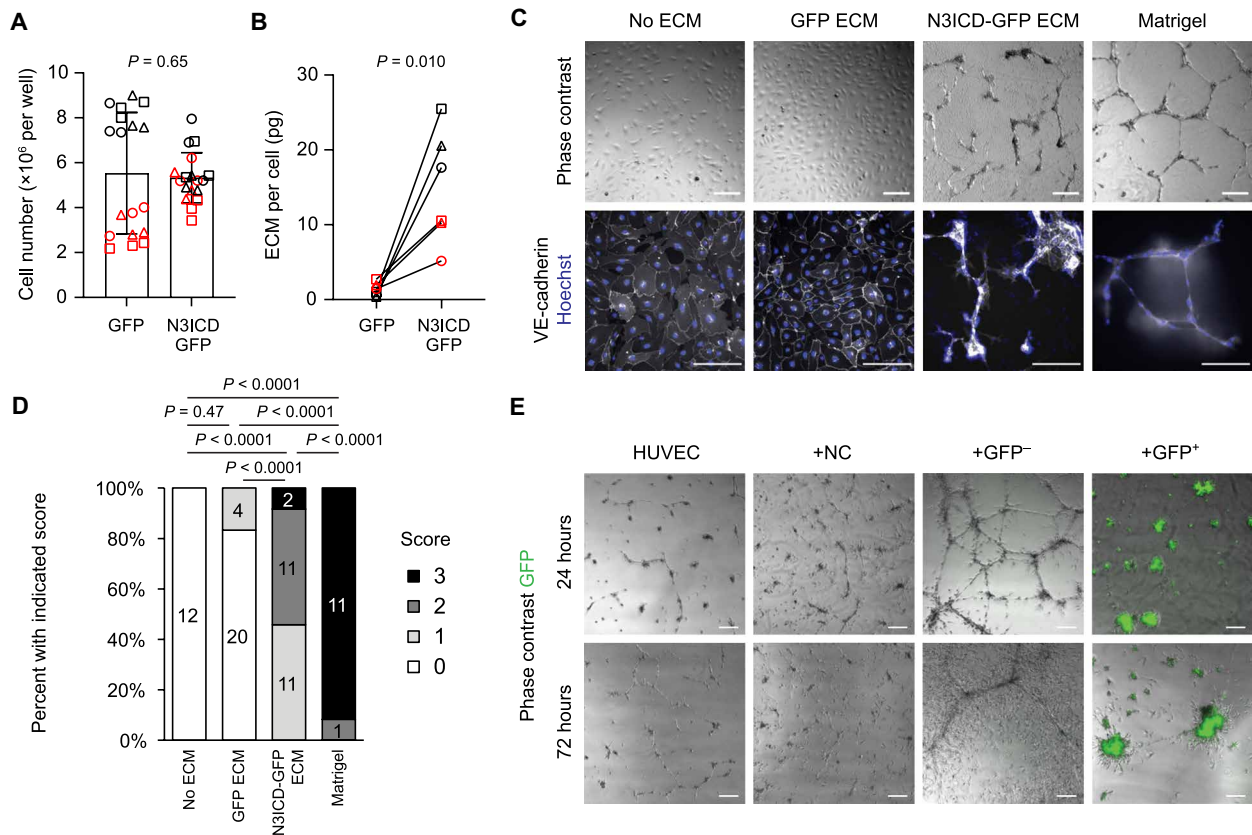 A
P = 0.65
Cell number (×10⁶ per well)
10
8
6
4
2
0
GFP
N3ICD
GFP
B
P = 0.010
ECM per cell (pg)
30
20
10
0
GFP
N3ICD
GFP
C
No ECM
GFP ECM
N3ICD-GFP ECM
Matrigel
Phase contrast
VE-cadherin
Hoechst
D
P < 0.0001
P = 0.47
P < 0.0001
P < 0.0001
P < 0.0001
P < 0.0001
Percent with indicated score
100%
80%
60%
40%
20%
0%
12
4
20
2
11
11
11
1
No ECM
GFP ECM
N3ICD-GFP
ECM
Matrigel
Score
3
2
1
0
E
HUVEC
+NC
+GFP⁻
+GFP⁺
Phase contrast GFP
24 hours
72 hours